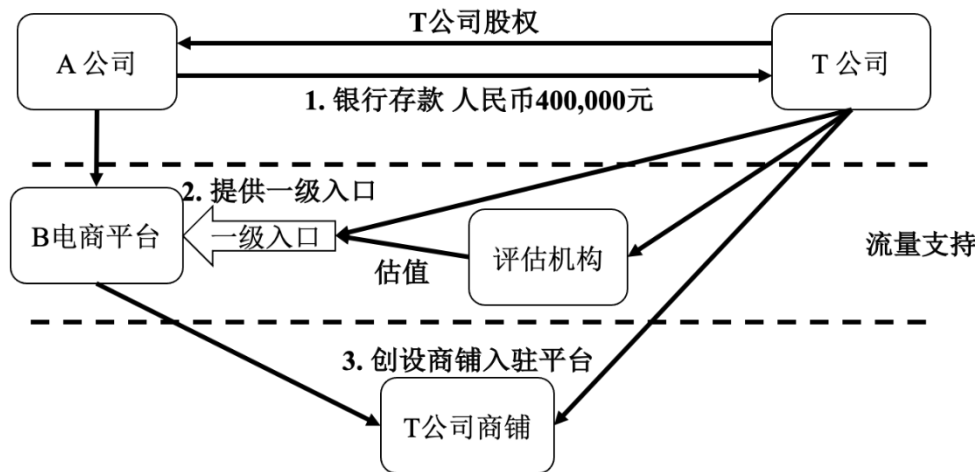 T公司股权
A 公司
T 公司
1. 银行存款 人民币400,000元
2. 提供一级入口
B电商平台
一级入口
评估机构
流量支持
估值
3. 创设商铺入驻平台
T公司商铺